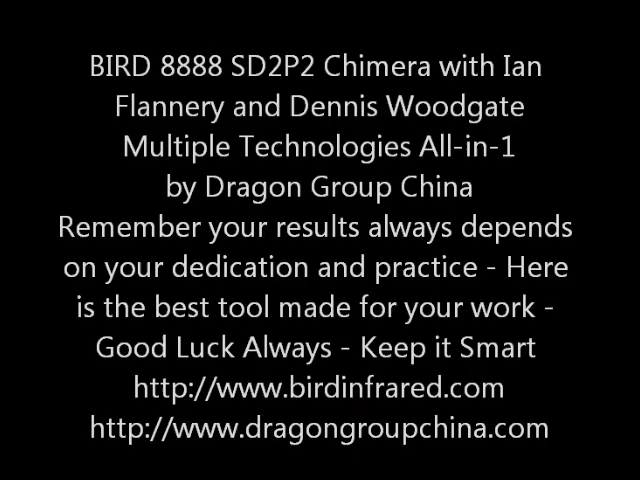 BIRD 8888 SD2P2 Chimera with Ian
Flannery and Dennis Woodgate
Multiple Technologies All-in-1
by Dragon Group China
Remember your results always depends
on your dedication and practice - Here
is the best tool made for your work -
Good Luck Always - Keep it Smart
http://www.birdinfrared.com
http://www.dragongroupchina.com